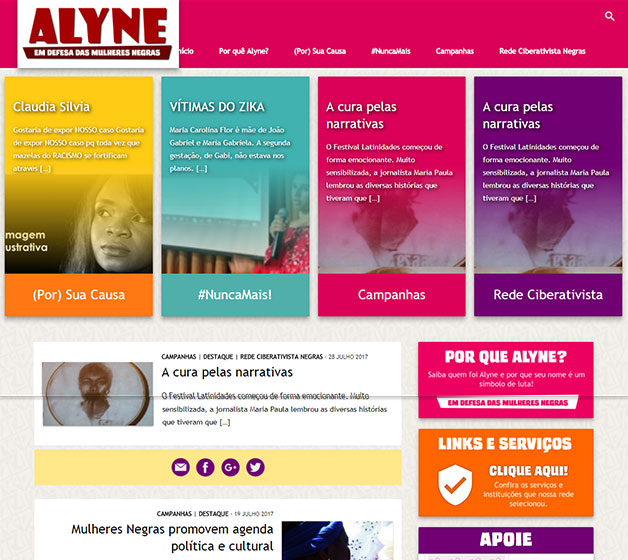 ALYNE
EM DEFESA DAS MULHERES NEGRAS
nício
Por quê Alyne?
(Por) Sua Causa
#NuncaMais
Campanhas
Rede Ciberativista Negras
Claudia Silvia
Gostaria de expor NOSSO caso Gostaria
de expor NOSSO caso pq toda vez que
mazelas do RACISMO se fortificam
atraves [...]
magem
ustrativa
(Por) Sua Causa
VÍTIMAS DO ZIKA
Maria Carolina Flor é mãe de João
Gabriel e Maria Gabriela. A segunda
gestação, de Gabi, não estava nos
planos. [...]
#NuncaMais!
A cura pelas
narrativas
O Festival Latinidades começou de
forma emocionante. Muito
sensibilizada, a jornalista Maria Paula
lembrou as diversas histórias que
tiveram que [...]
Campanhas
A cura pelas
narrativas
O Festival Latinidades começou de
forma emocionante. Muito
sensibilizada, a jornalista Maria Paula
lembrou as diversas histórias que
tiveram que [...]
Rede Ciberativista
CAMPANHAS | DESTAQUE | REDE CIBERATIVISTA NEGRAS - 28 JULHO 2017
A cura pelas narrativas
O Festival Latinidades começou de forma emocionante. Muito
sensibilizada, a jornalista Maria Paula lembrou as diversas histórias
que tiveram que [...]
CAMPANHAS | DESTAQUE - 19 JULHO 2017
Mulheres Negras promovem agenda
política e cultural
POR QUE ALYNE?
Saiba quem foi Alyne e por que seu nome é um
símbolo de luta!
EM DEFESA DAS MULHERES NEGRAS
LINKS E SERVIÇOS
CLIQUE AQUI!
Confira os serviços e
instituições que nossa rede
selecionou.
APOIE